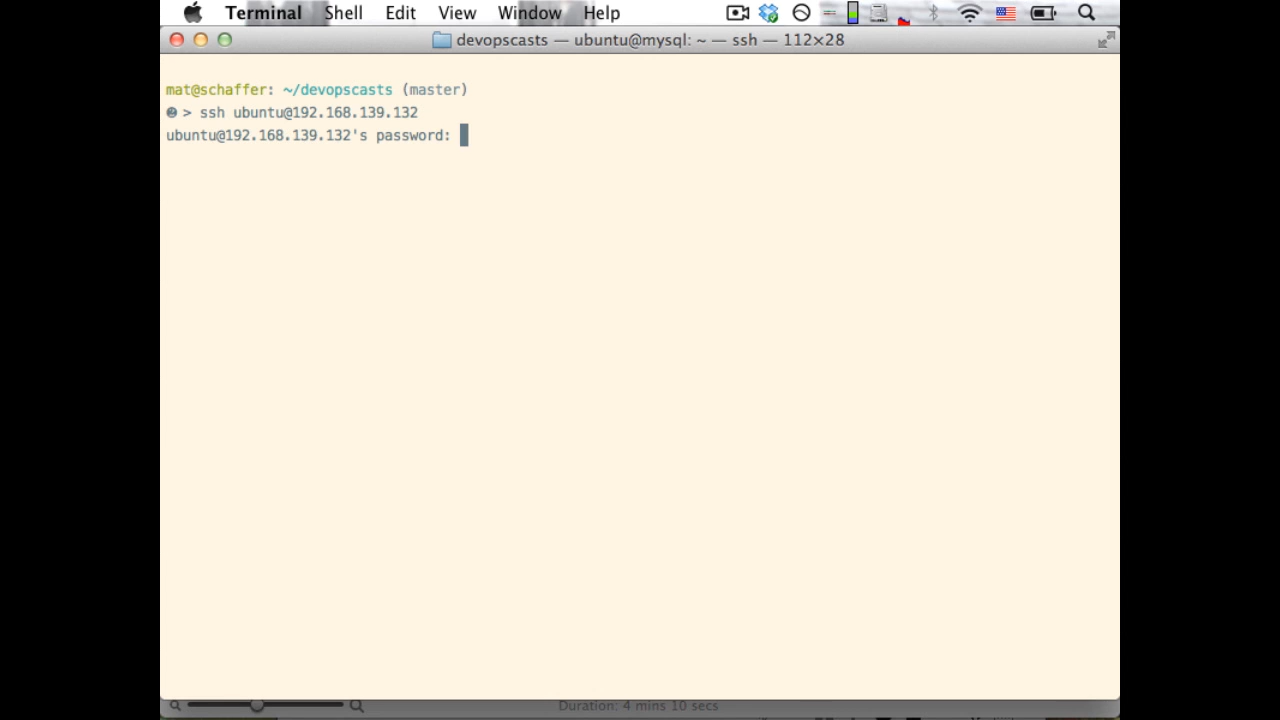 Terminal Shell Edit View Window Help
devopscasts — ubuntu@mysql: ~ — ssh — 112×28
mat@schaffer: ~/devopscasts (master)
❷ > ssh ubuntu@192.168.139.132
ubuntu@192.168.139.132's password:
Duration: 4 mins 10 secs